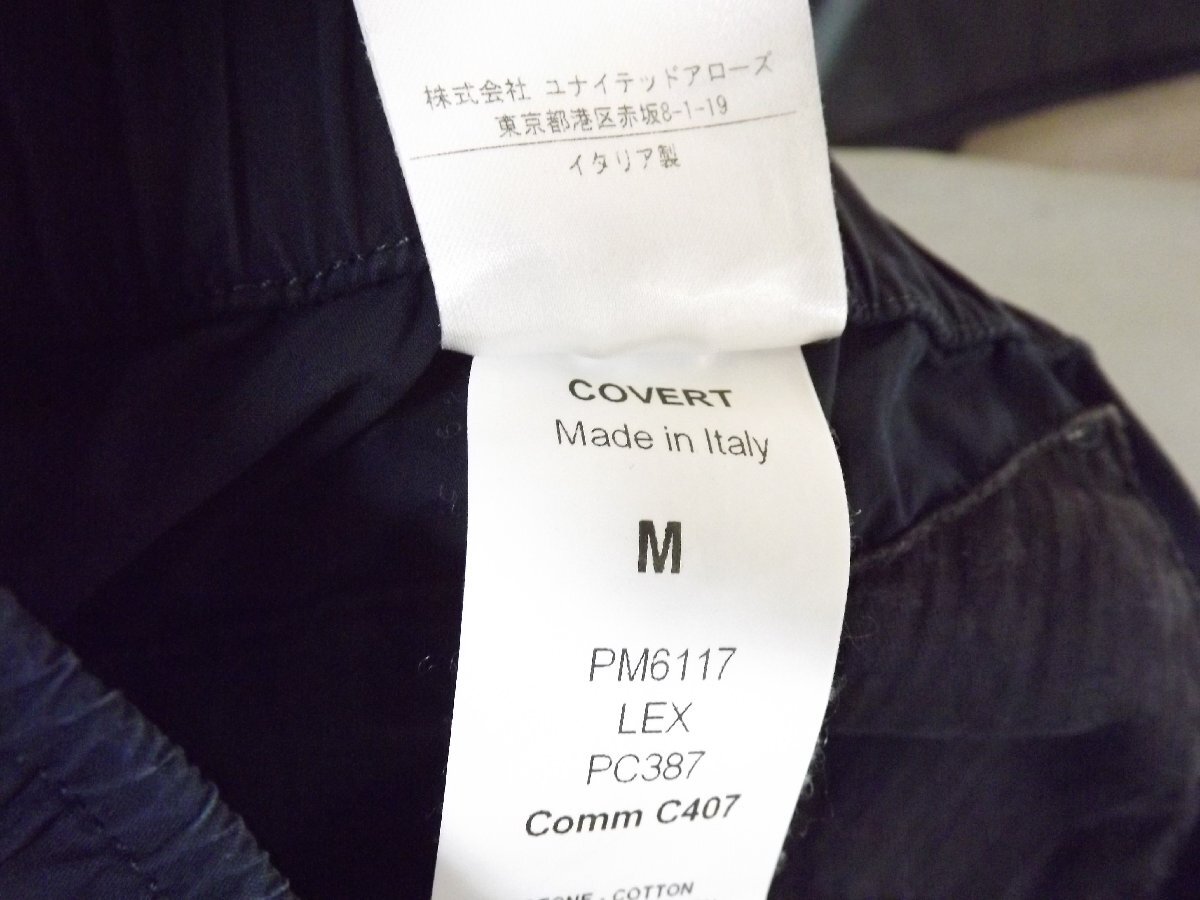 株式会社 ユナイテッドアローズ
東京都港区赤坂8-1-19
イタリア製
COVERT
Made in Italy
M
PM6117
LEX
PC387
Comm C407
- COTTON